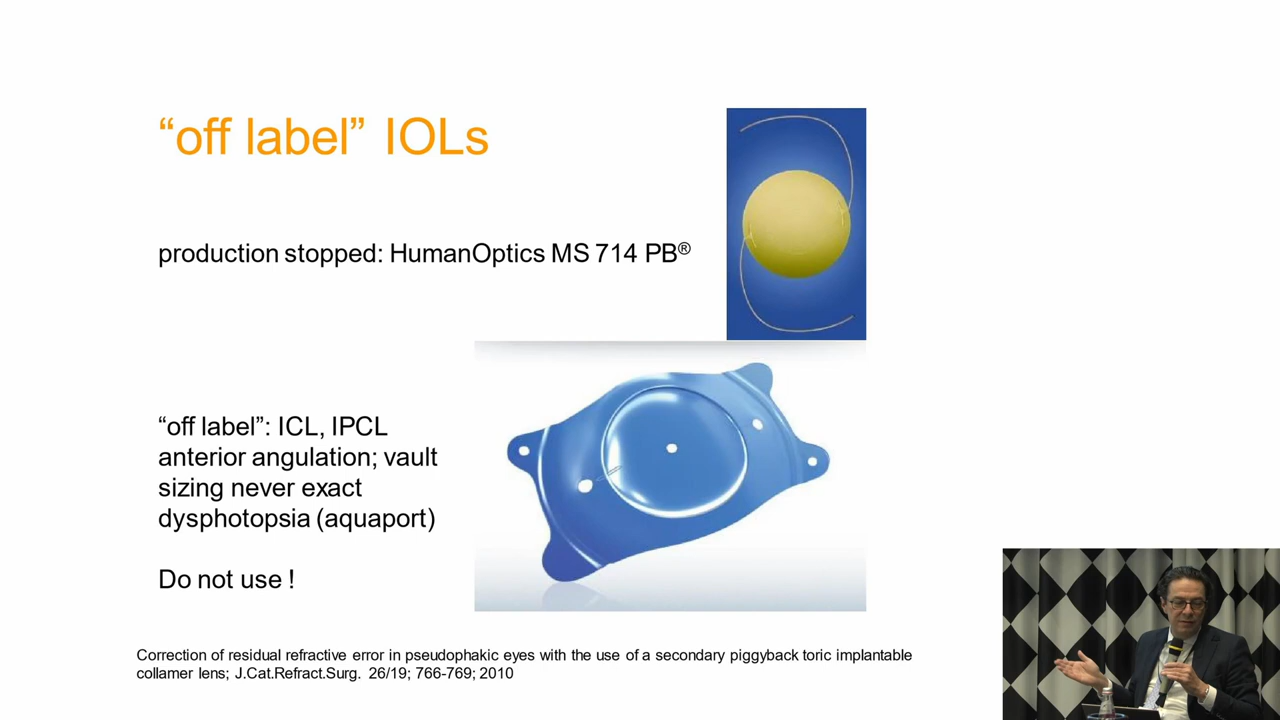 “off label” IOLs
production stopped: HumanOptics MS 714 PB®
“off label”: ICL, IPCL
anterior angulation; vault
sizing never exact
dysphotopsia (aquaport)
Do not use !
Correction of residual refractive error in pseudophakic eyes with the use of a secondary piggyback toric implantable
collamer lens; J.Cat.Refract.Surg. 26/19; 766-769; 2010